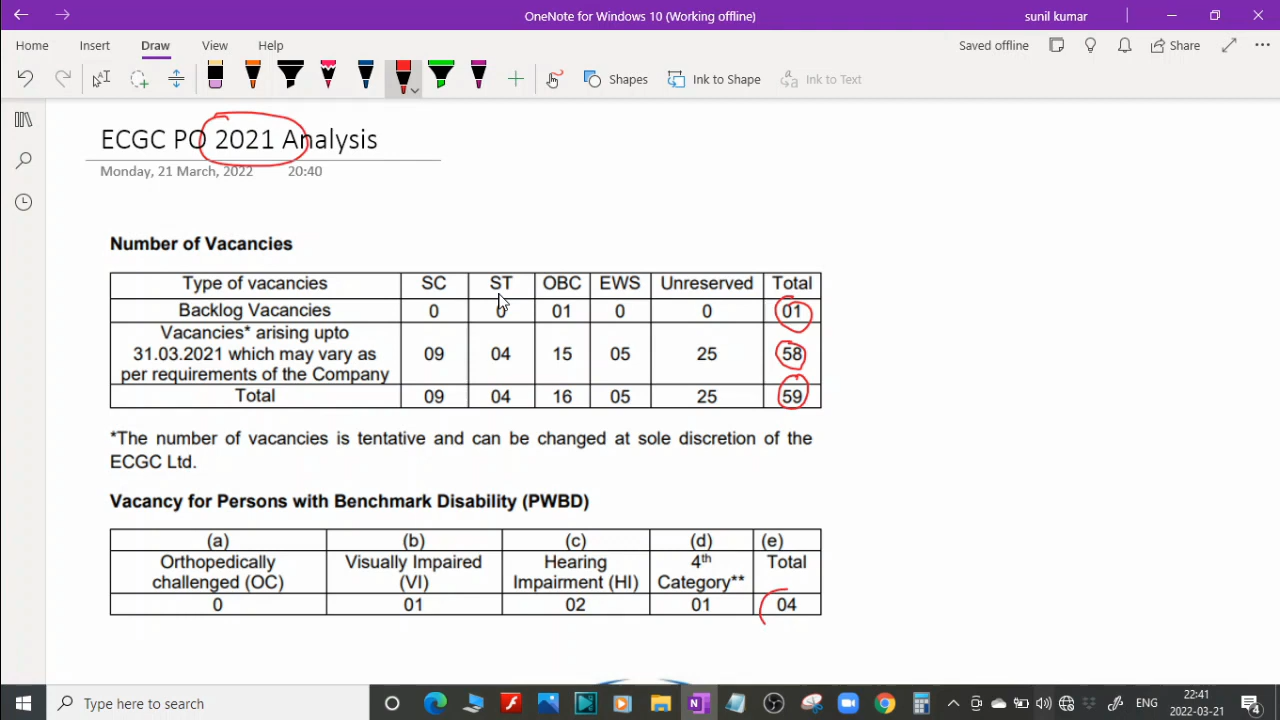 OneNote for Windows 10 (Working offline)
sunil kumar
Home Insert Draw View Help
Saved offline
Share
Shapes
Ink to Shape
Ink to Text
ECGC PO 2021 Analysis
Monday, 21 March, 2022 20:40
Number of Vacancies
Type of vacancies SC ST OBC EWS Unreserved Total
Backlog Vacancies 0 0 01 0 0 01
Vacancies* arising upto
31.03.2021 which may vary as
per requirements of the Company
09 04 15 05 25 58
Total 09 04 16 05 25 59
*The number of vacancies is tentative and can be changed at sole discretion of the
ECGC Ltd.
Vacancy for Persons with Benchmark Disability (PWBD)
(a) (b) (c) (d) (e)
Orthopedically
challenged (OC)
Visually Impaired
(VI)
Hearing
Impairment (HI)
4th
Category**
Total
0 01 02 01 04
Type here to search
ENG
22:41
2022-03-21
4